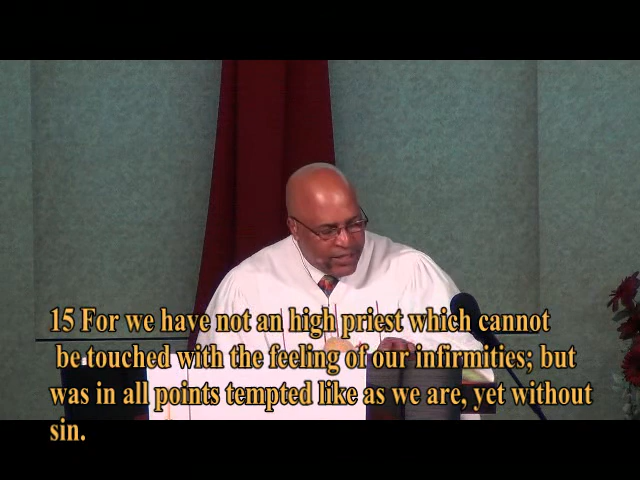 15 For we have not an high priest which cannot
be touched with the feeling of our infirmities; but
was in all points tempted like as we are, yet without
sin.